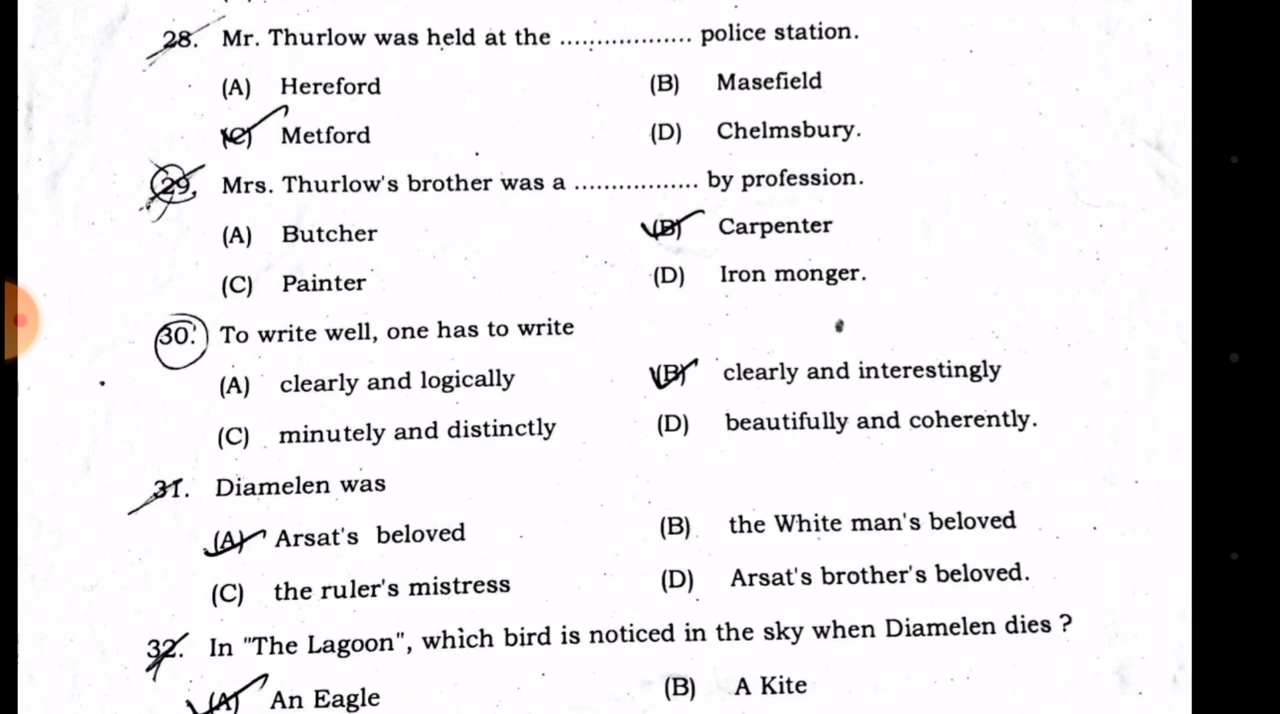 28. Mr. Thurlow was held at the .................. police station.
(A) Hereford (B) Masefield
(C) Metford (D) Chelmsbury.
29. Mrs. Thurlow's brother was a ................. by profession.
(A) Butcher (B) Carpenter
(C) Painter (D) Iron monger.
30. To write well, one has to write
(A) clearly and logically (B) clearly and interestingly
(C) minutely and distinctly (D) beautifully and coherently.
31. Diamelen was
(A) Arsat's beloved (B) the White man's beloved
(C) the ruler's mistress (D) Arsat's brother's beloved.
32. In "The Lagoon", which bird is noticed in the sky when Diamelen dies ?
(A) An Eagle (B) A Kite